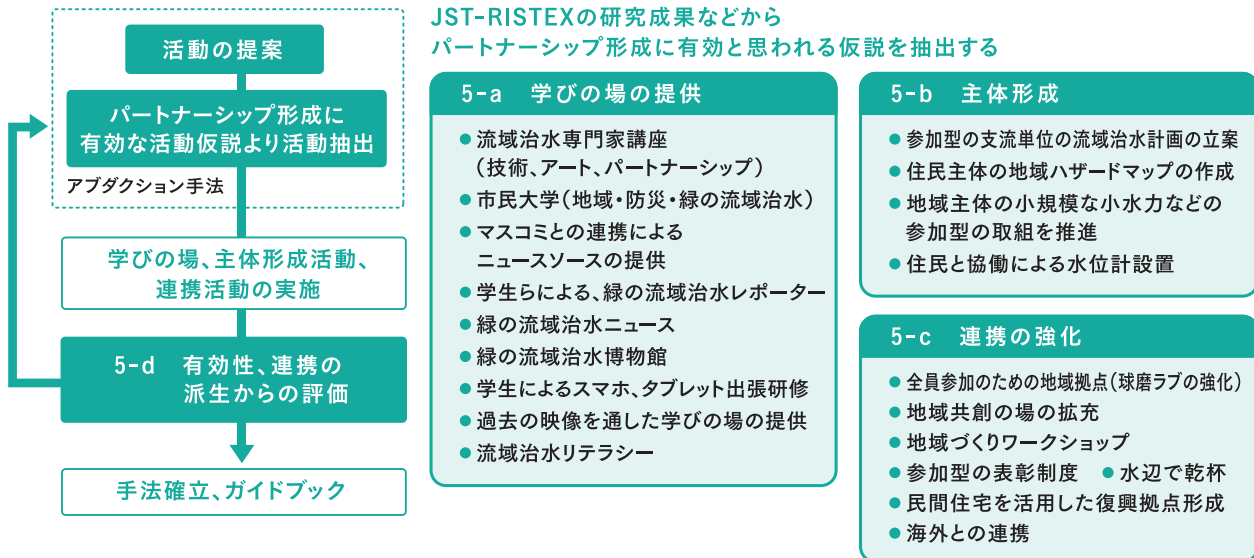 活動の提案
パートナーシップ形成に
有効な活動仮説より活動抽出
アブダクション手法
学びの場、主体形成活動、
連携活動の実施
5-d 有効性、連携の
派生からの評価
手法確立、ガイドブック
JST-RISTEXの研究成果などから
パートナーシップ形成に有効と思われる仮説を抽出する
5-a 学びの場の提供
●流域治水専門家講座
(技術、アート、パートナーシップ)
●市民大学(地域・防災・緑の流域治水)
●マスコミとの連携による
ニュースソースの提供
●学生らによる、緑の流域治水レポーター
●緑の流域治水ニュース
●緑の流域治水博物館
●学生によるスマホ、タブレット出張研修
●過去の映像を通した学びの場の提供
●流域治水リテラシー
5-b 主体形成
●参加型の支流単位の流域治水計画の立案
●住民主体の地域ハザードマップの作成
●地域主体の小規模な小水力などの
参加型の取組を推進
●住民と協働による水位計設置
5-c 連携の強化
●全員参加のための地域拠点(球磨ラブの強化)
●地域共創の場の拡充
●地域づくりワークショップ
●参加型の表彰制度 ●水辺で乾杯
●民間住宅を活用した復興拠点形成
●海外との連携